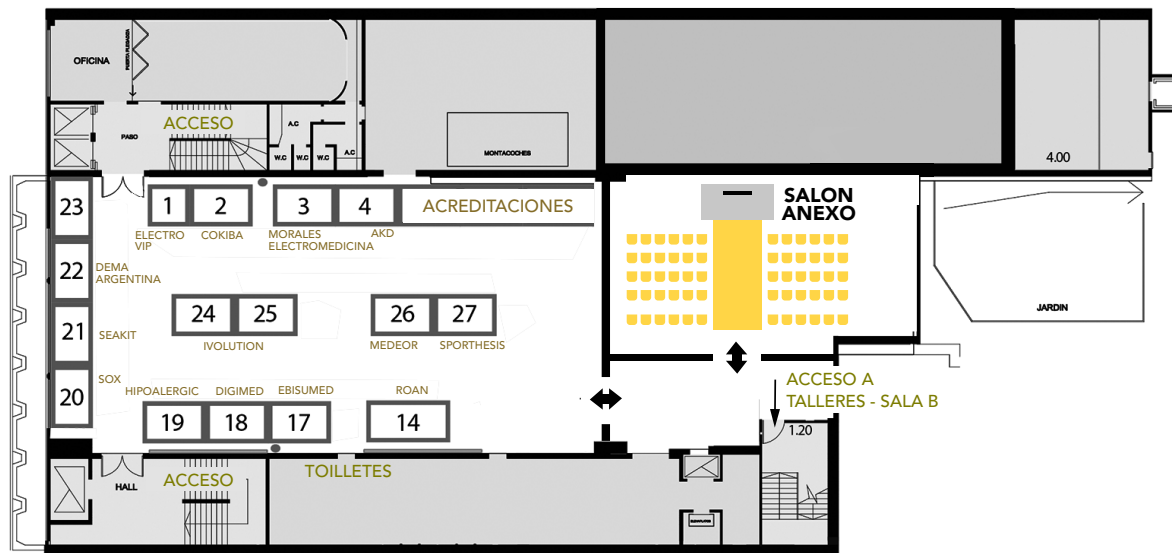 OFICINA
PUERTA PLEGADIZA
ACCESO
PASO
A.C
A.C
W.C
W.C
W.C
MONTACOCHES
4.00
23
1
2
3
4
ACREDITACIONES
SALON
ANEXO
ELECTRO
VIP
COKIBA
MORALES
ELECTROMEDICINA
AKD
22
DEMA
ARGENTINA
21
SEAKIT
24
25
26
27
IVOLUTION
MEDEOR
SPORTHESIS
JARDIN
20
SOX
HIPOALERGIC
DIGIMED
EBISUMED
ROAN
19
18
17
14
ACCESO A
TALLERES - SALA B
1.20
HALL
ACCESO
TOILLETES